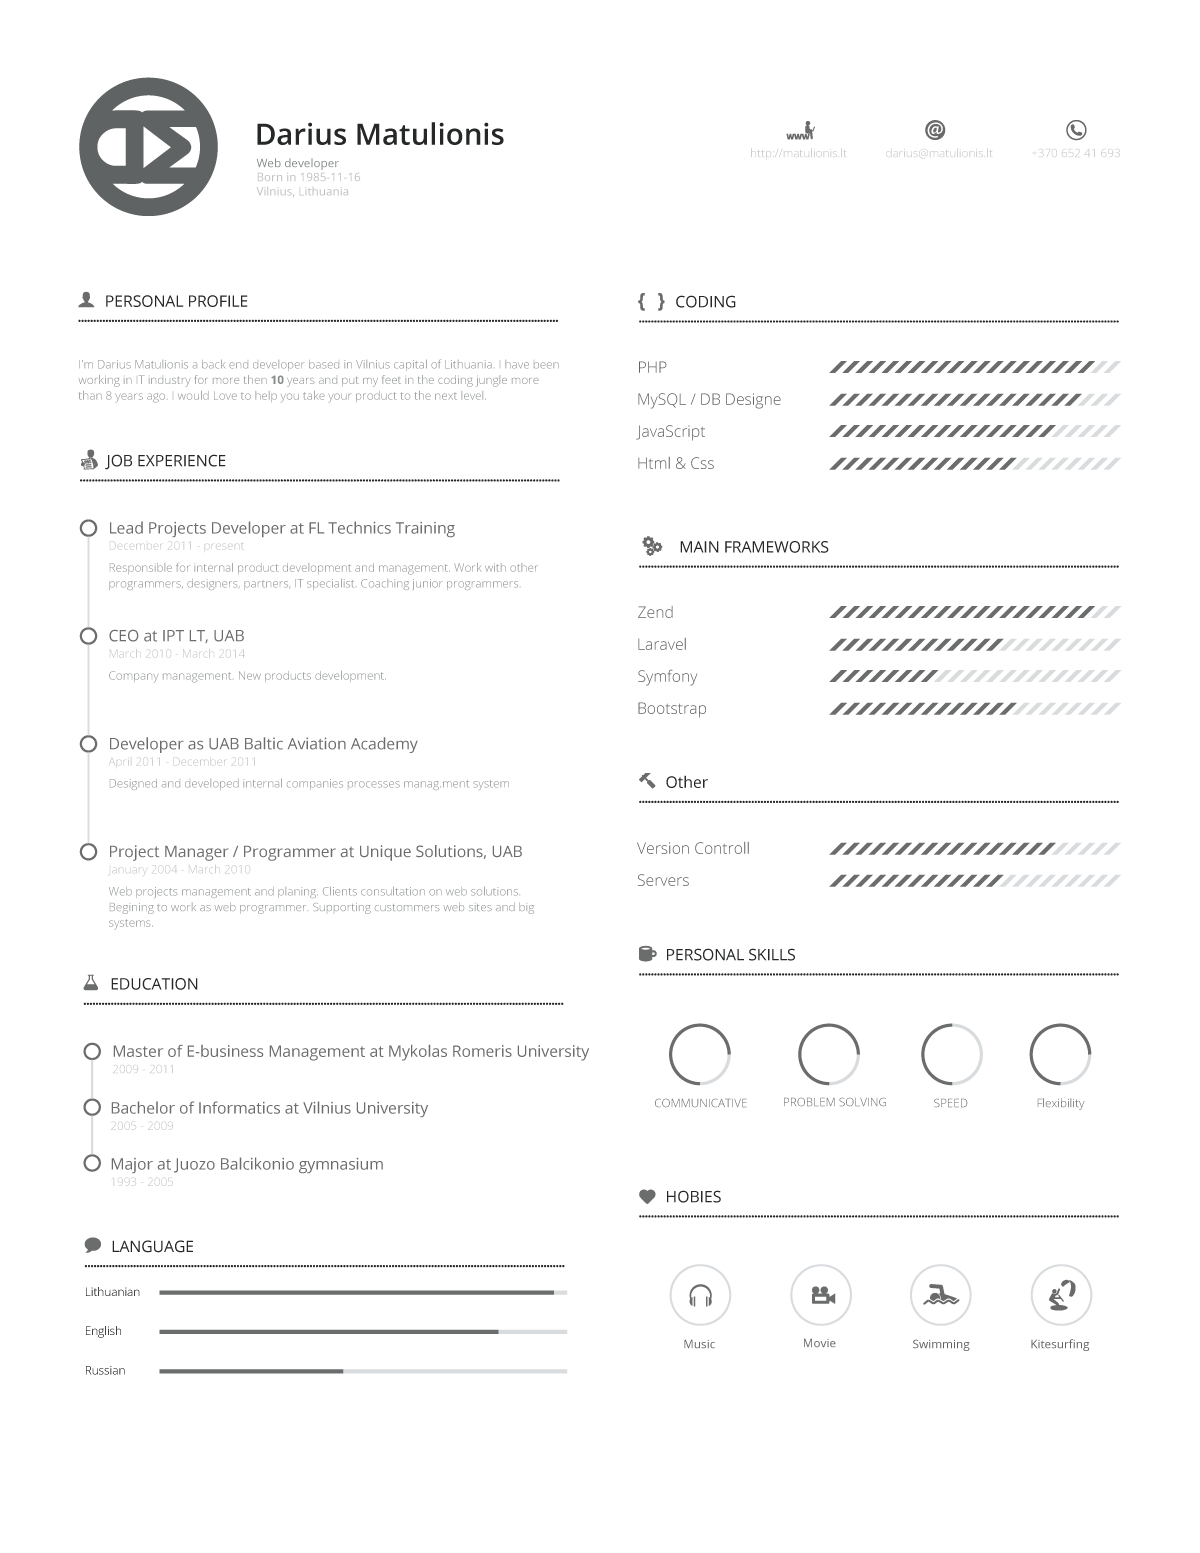 Darius Matulionis
Web developer
Born in 1985-11-16
Vilnius, Lithuania
www
http://matulionis.lt
@
darius@matulionis.lt
+370 652 41 693
PERSONAL PROFILE
I'm Darius Matulionis a back end developer based in Vilnius capital of Lithuania. I have been
working in IT industry for more then 10 years and put my feet in the coding jungle more
than 8 years ago. I would Love to help you take your product to the next level.
JOB EXPERIENCE
Lead Projects Developer at FL Technics Training
December 2011 - present
Responsible for internal product development and management. Work with other
programmers, designers, partners, IT specialist. Coaching junior programmers.
CEO at IPT LT, UAB
March 2010 - March 2014
Company management. New products development.
Developer as UAB Baltic Aviation Academy
April 2011 - December 2011
Designed and developed internal companies processes manag.ment system
Project Manager / Programmer at Unique Solutions, UAB
January 2004 - March 2010
Web projects management and planing. Clients consultation on web solutions.
Begining to work as web programmer. Supporting custommers web sites and big
systems.
EDUCATION
Master of E-business Management at Mykolas Romeris University
2009 - 2011
Bachelor of Informatics at Vilnius University
2005 - 2009
Major at Juozo Balcikonio gymnasium
1993 - 2005
LANGUAGE
Lithuanian
English
Russian
{ } CODING
PHP
MySQL / DB Designe
JavaScript
Html & Css
MAIN FRAMEWORKS
Zend
Laravel
Symfony
Bootstrap
Other
Version Controll
Servers
PERSONAL SKILLS
COMMUNICATIVE
PROBLEM SOLVING
SPEED
Flexibility
HOBIES
Music
Movie
Swimming
Kitesurfing